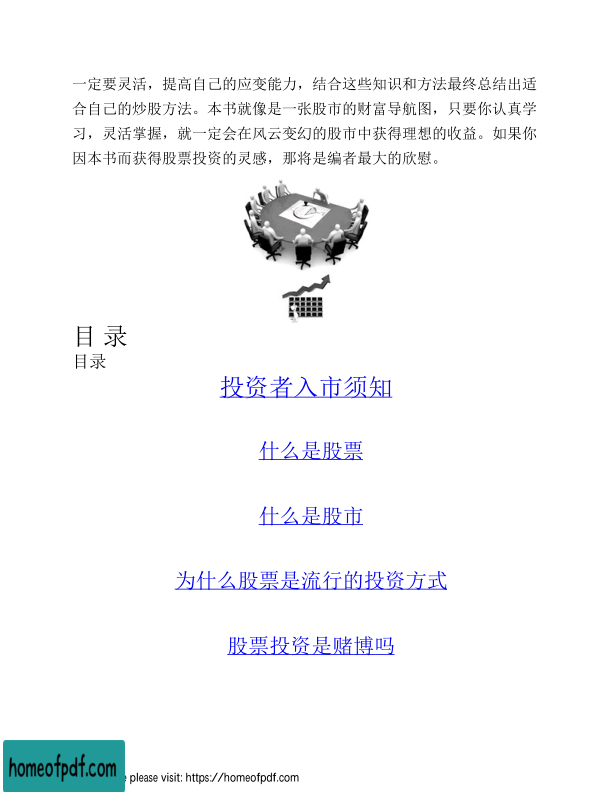 一定要灵活，提高自己的应变能力，结合这些知识和方法最终总结出适
合自己的炒股方法。本书就像是一张股市的财富导航图，只要你认真学
习，灵活掌握，就一定会在风云变幻的股市中获得理想的收益。如果你
因本书而获得股票投资的灵感，那将是编者最大的欣慰。
目 录
目录
投资者入市须知
什么是股票
什么是股市
为什么股票是流行的投资方式
股票投资是赌博吗
homeofpdf.com
e please visit: https://homeofpdf.com